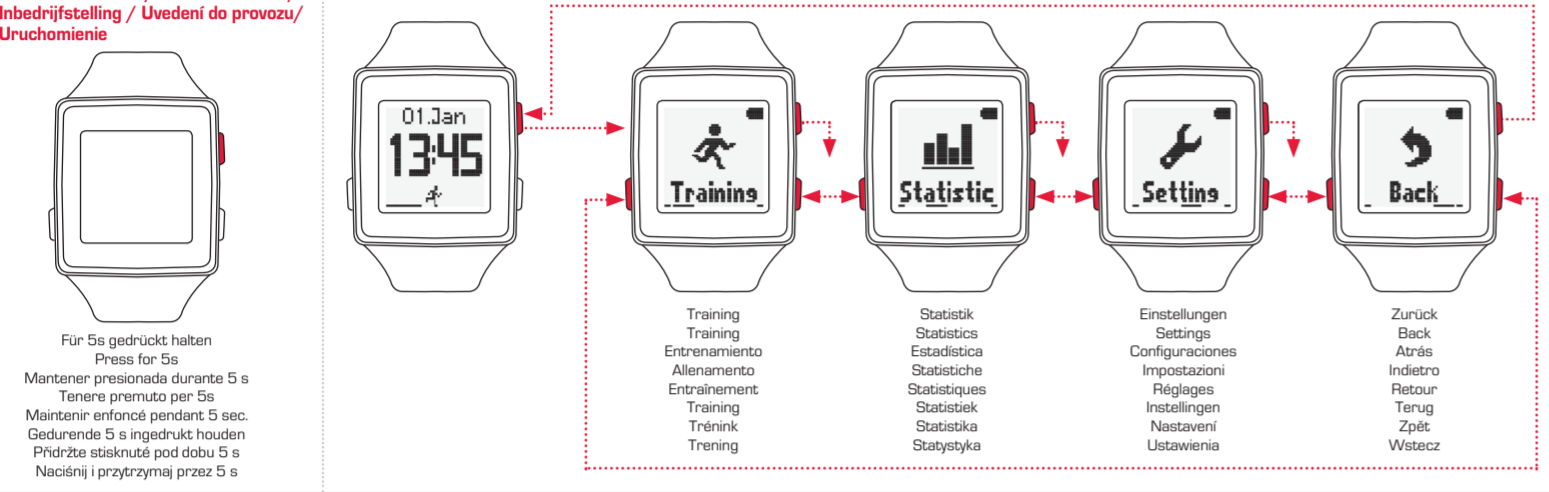 Inbedrijfstelling / Uvedení do provozu/
Uruchomienie
Für 5s gedrückt halten
Press for 5s
Mantener presionada durante 5 s
Tenere premuto per 5s
Maintenir enfoncé pendant 5 sec.
Gedurende 5 s ingedrukt houden
Přidržte stisknuté pod dobu 5 s
Naciśnij i przytrzymaj przez 5 s
01.Jan
13:45
Training
Training
Training
Entrenamiento
Allenamento
Entraînement
Training
Trénink
Trening
Statistic
Statistik
Statistics
Estadística
Statistiche
Statistiques
Statistiek
Statistika
Statystyka
Setting
Einstellungen
Settings
Configuraciones
Impostazioni
Réglages
Instellingen
Nastavení
Ustawienia
Back
Zurück
Back
Atrás
Indietro
Retour
Terug
Zpět
Wstecz